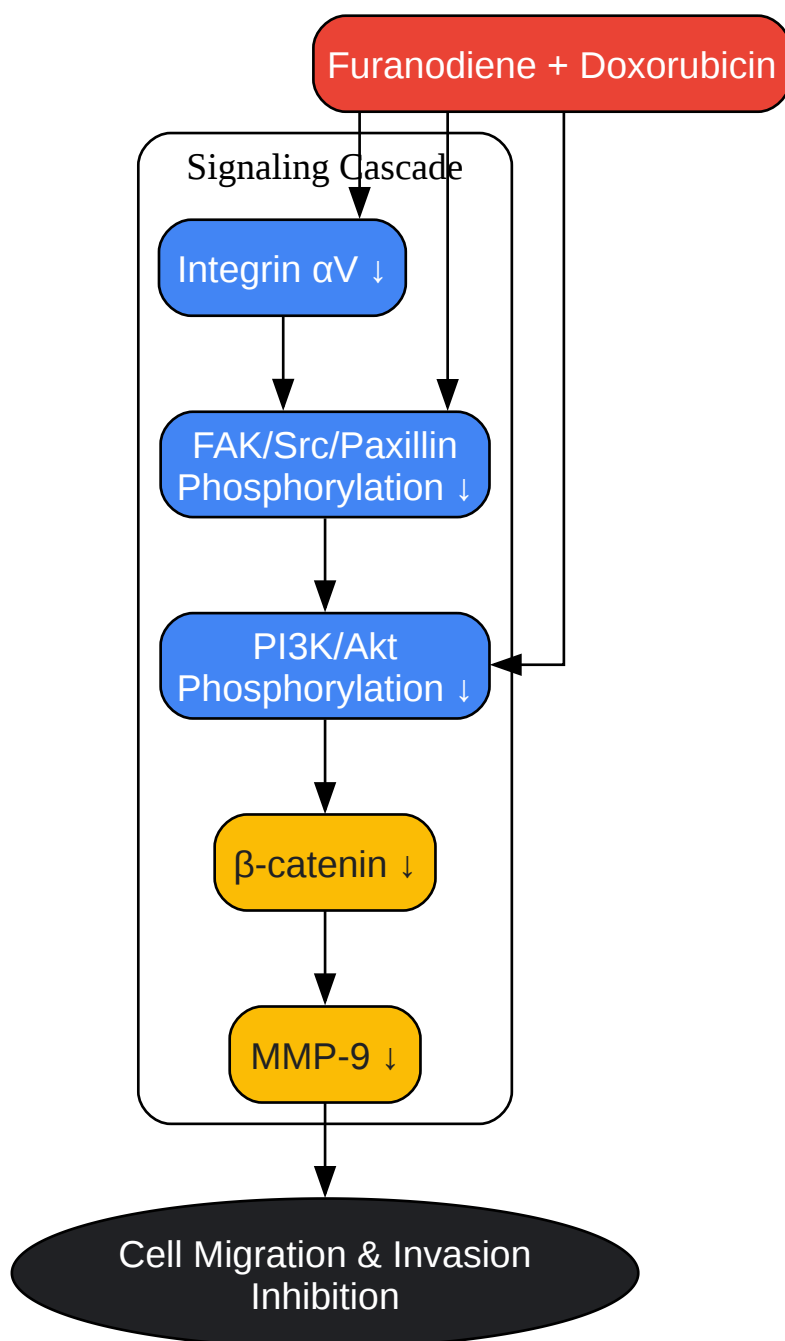 Furanodiene + Doxorubicin
Signaling Cascade
Integrin αV ↓
FAK/Src/Paxillin
Phosphorylation ↓
PI3K/Akt
Phosphorylation ↓
β-catenin ↓
MMP-9 ↓
Cell Migration & Invasion
Inhibition